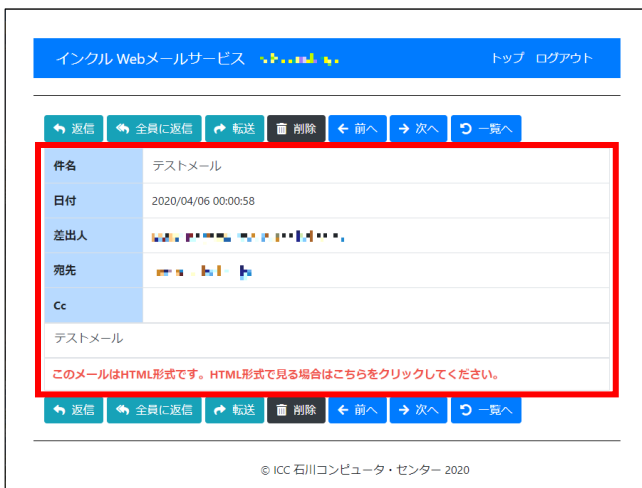 インクル Webメールサービス トップ ログアウト
返信 全員に返信 転送 削除 前へ 次へ 一覧へ
件名 テストメール
日付 2020/04/06 00:00:58
差出人
宛先
Cc
テストメール
このメールはHTML形式です。HTML形式で見る場合はこちらをクリックしてください。
返信 全員に返信 転送 削除 前へ 次へ 一覧へ
© ICC 石川コンピュータ・センター 2020